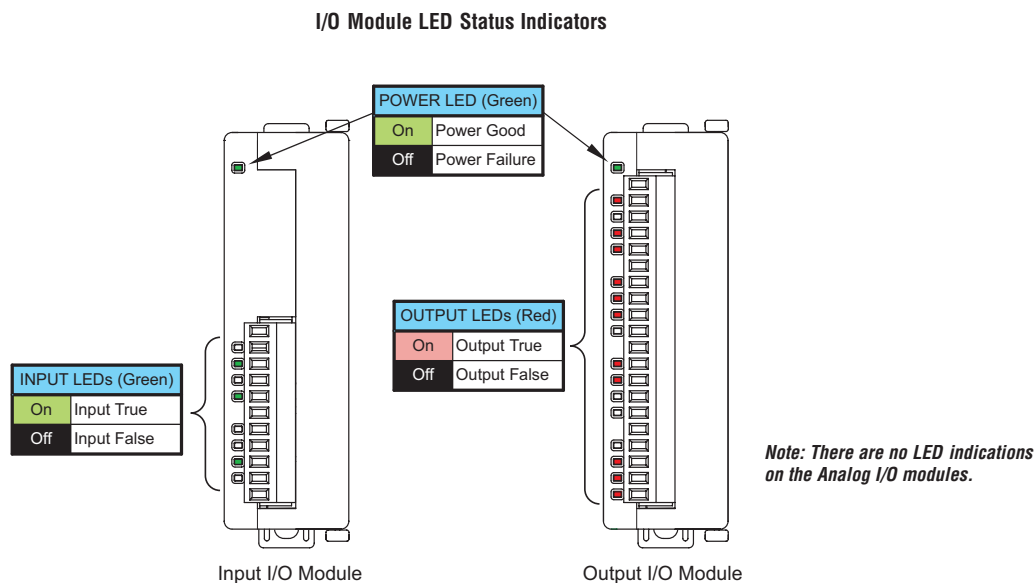 I/O Module LED Status Indicators
POWER LED (Green)
On Power Good
Off Power Failure
OUTPUT LEDs (Red)
On Output True
Off Output False
INPUT LEDs (Green)
On Input True
Off Input False
Note: There are no LED indications
on the Analog I/O modules.
Input I/O Module
Output I/O Module